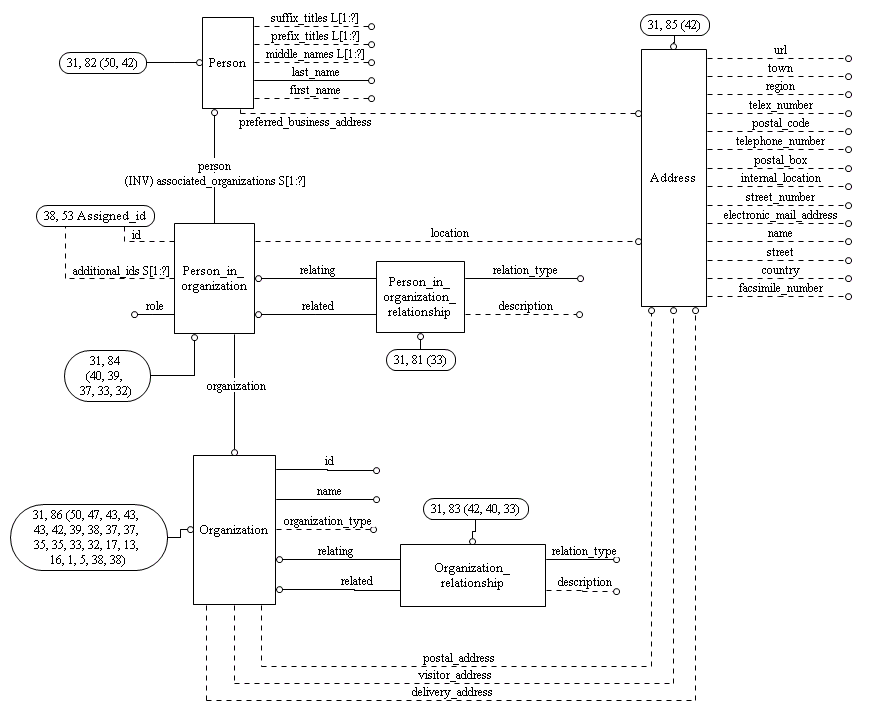 suffix_titles L[1:?]
prefix_titles L[1:?]
middle_names L[1:?]
last_name
first_name
31, 82 (50, 42)
Person
preferred_business_address
31, 85 (42)
url
town
region
telex_number
postal_code
telephone_number
postal_box
internal_location
street_number
electronic_mail_address
name
street
country
facsimile_number
Address
person
(INV) associated_organizations S[1:?]
38, 53 Assigned_id
id
location
additional_ids S[1:?]
Person_in_
organization
role
relating
related
Person_in_
organization_
relationship
relation_type
description
31, 81 (33)
31, 84
(40, 39,
37, 33, 32)
organization
id
name
organization_type
relating
related
Organization
31, 86 (50, 47, 43, 43,
43, 42, 39, 38, 37, 37,
35, 35, 33, 32, 17, 13,
16, 1, 5, 38, 38)
31, 83 (42, 40, 33)
Organization_
relationship
relation_type
description
postal_address
visitor_address
delivery_address